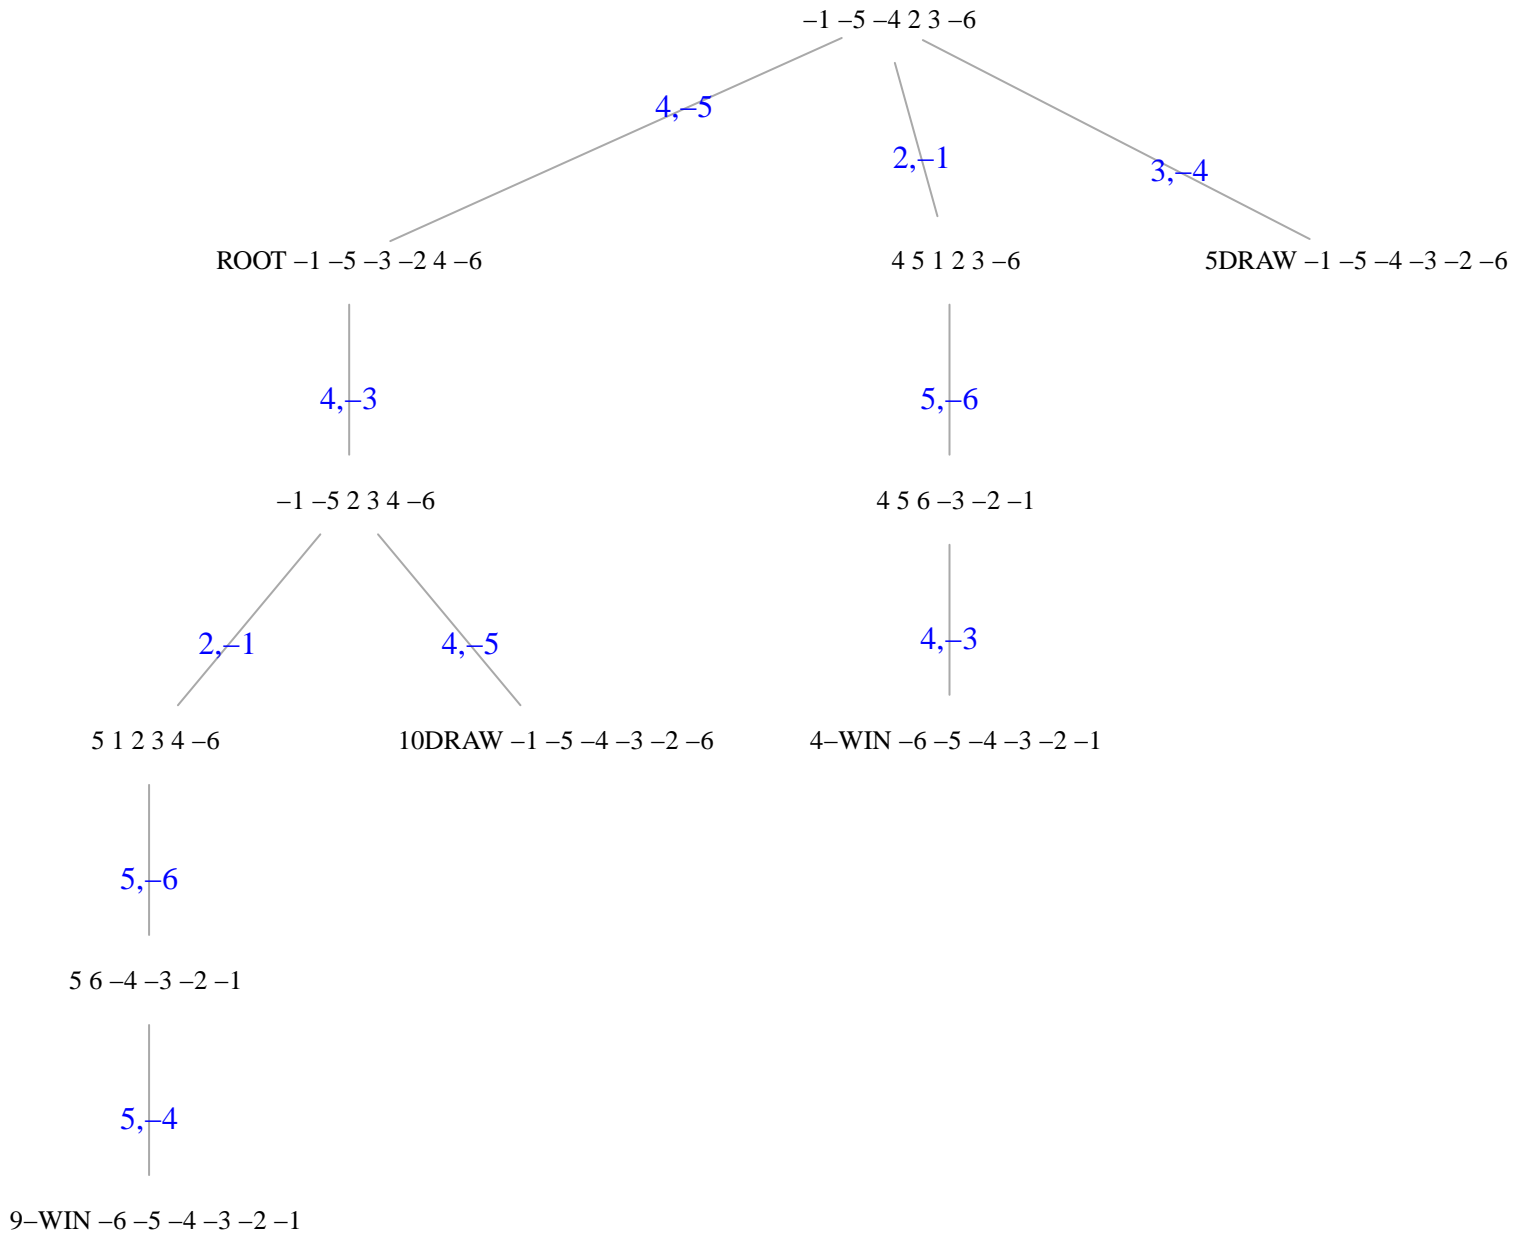 –1 –5 –4 2 3 –6
4,–5
2,–1
3,–4
ROOT –1 –5 –3 –2 4 –6
4 5 1 2 3 –6
5DRAW –1 –5 –4 –3 –2 –6
4,–3
5,–6
–1 –5 2 3 4 –6
4 5 6 –3 –2 –1
2,–1
4,–5
4,–3
5 1 2 3 4 –6
10DRAW –1 –5 –4 –3 –2 –6
4–WIN –6 –5 –4 –3 –2 –1
5,–6
5 6 –4 –3 –2 –1
5,–4
9–WIN –6 –5 –4 –3 –2 –1